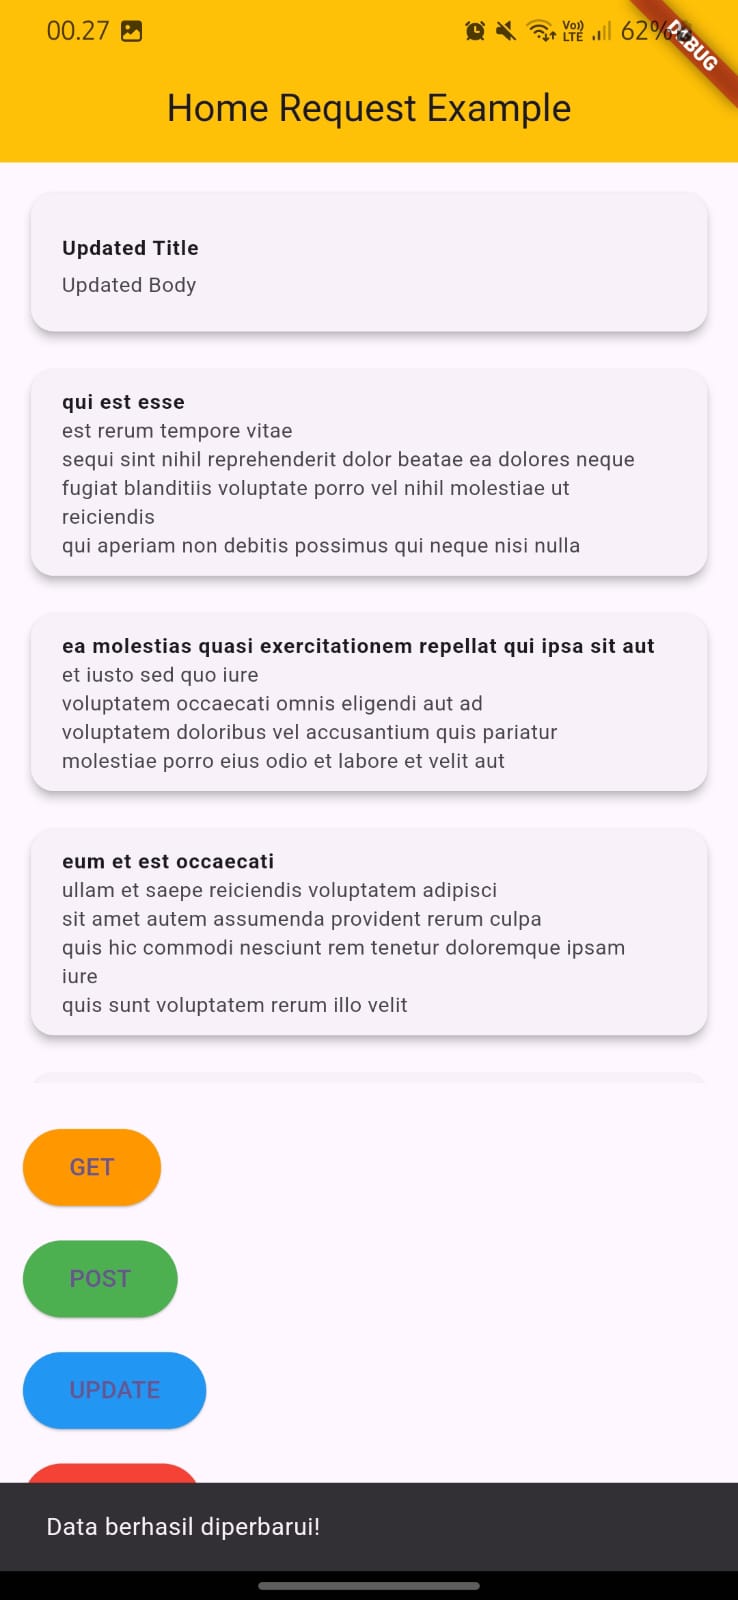 00.27
Vo)) LTE 62%
DEBUG
Home Request Example
Updated Title
Updated Body
qui est esse
est rerum tempore vitae
sequi sint nihil reprehenderit dolor beatae ea dolores neque
fugiat blanditiis voluptate porro vel nihil molestiae ut
reiciendis
qui aperiam non debitis possimus qui neque nisi nulla
ea molestias quasi exercitationem repellat qui ipsa sit aut
et iusto sed quo iure
voluptatem occaecati omnis eligendi aut ad
voluptatem doloribus vel accusantium quis pariatur
molestiae porro eius odio et labore et velit aut
eum et est occaecati
ullam et saepe reiciendis voluptatem adipisci
sit amet autem assumenda provident rerum culpa
quis hic commodi nesciunt rem tenetur doloremque ipsam
iure
quis sunt voluptatem rerum illo velit
GET
POST
UPDATE
Data berhasil diperbarui!